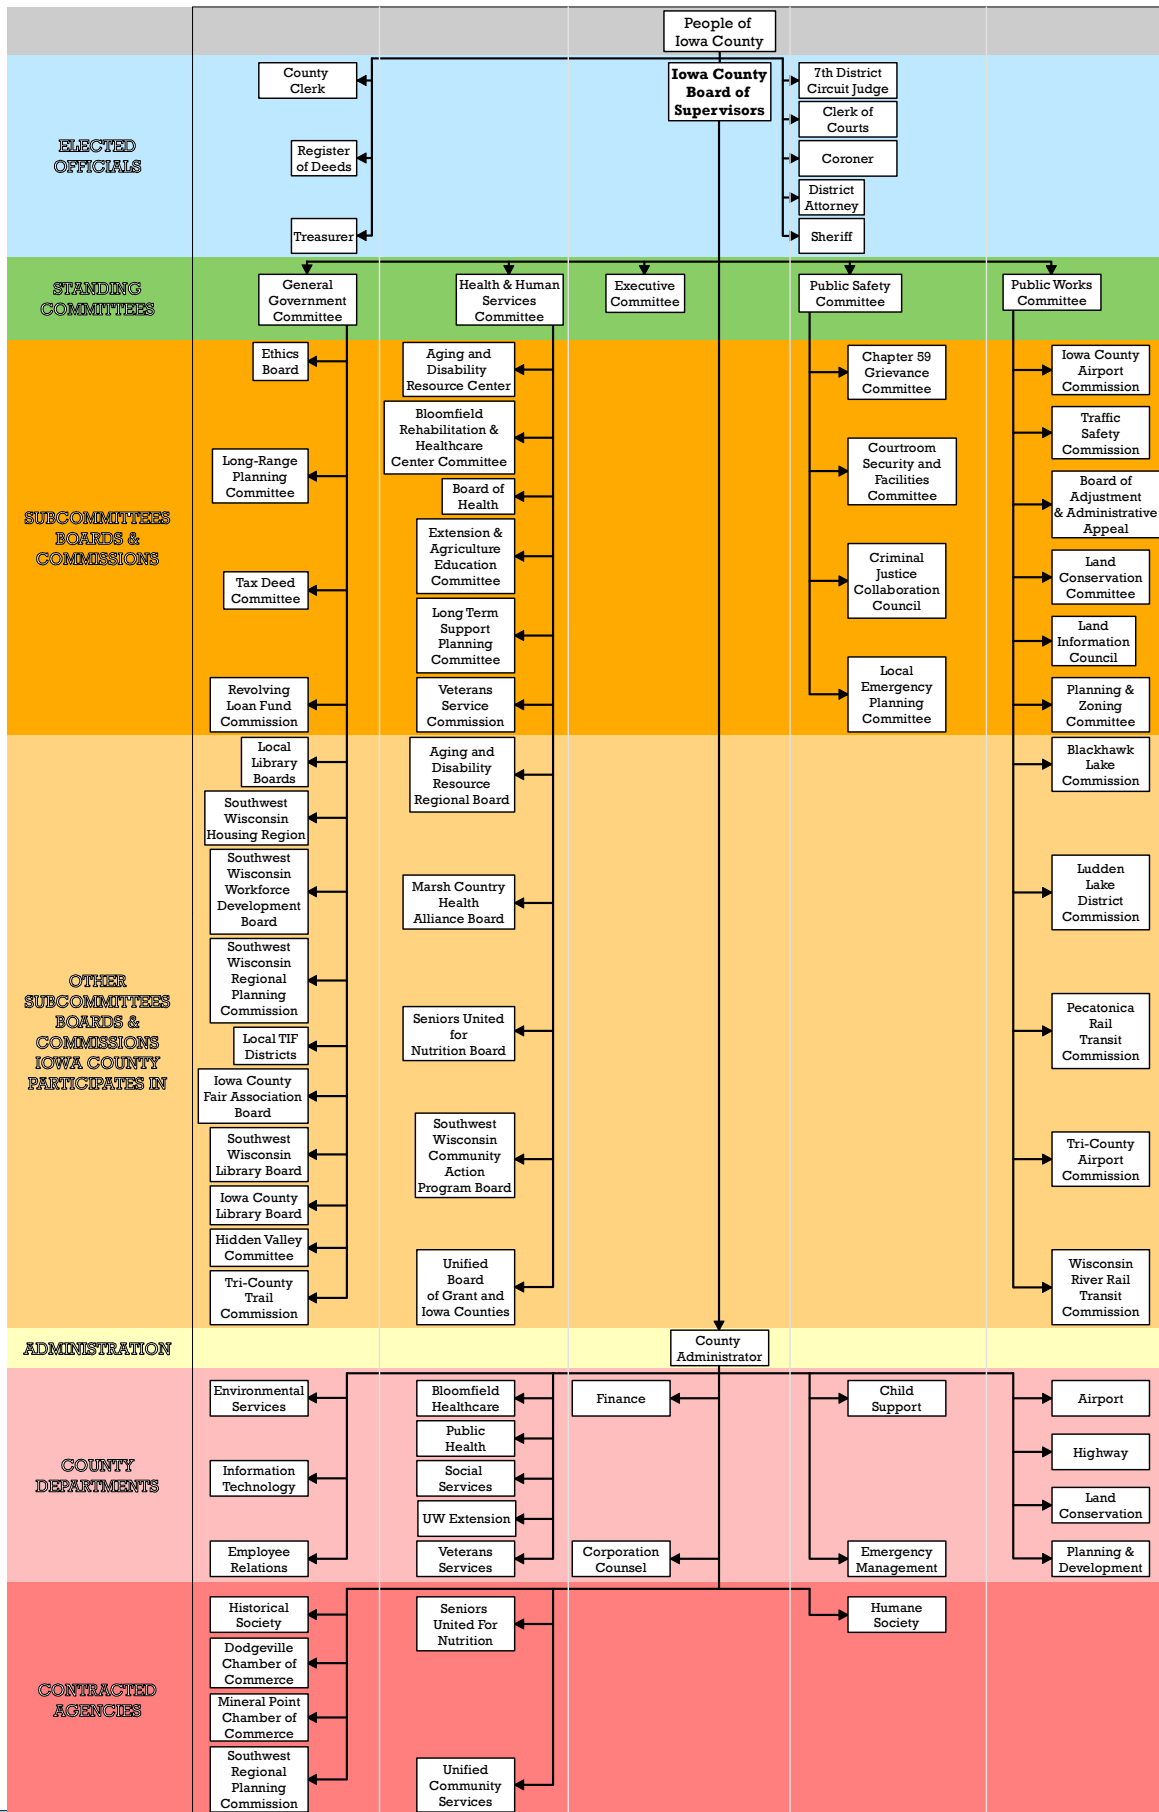 People of
Iowa County
ELECTED
OFFICIALS
County
Clerk
Register
of Deeds
Treasurer
Iowa County
Board of
Supervisors
7th District
Circuit Judge
Clerk of
Courts
Coroner
District
Attorney
Sheriff
STANDING
COMMITTEES
General
Government
Committee
Health & Human
Services
Committee
Executive
Committee
Public Safety
Committee
Public Works
Committee
SUBCOMMITTEES
BOARDS &
COMMISSIONS
Ethics
Board
Long-Range
Planning
Committee
Tax Deed
Committee
Revolving
Loan Fund
Commission
Aging and
Disability
Resource Center
Bloomfield
Rehabilitation &
Healthcare
Center Committee
Board of
Health
Extension &
Agriculture
Education
Committee
Long Term
Support
Planning
Committee
Veterans
Service
Commission
Chapter 59
Grievance
Committee
Courtroom
Security and
Facilities
Committee
Criminal
Justice
Collaboration
Council
Local
Emergency
Planning
Committee
Iowa County
Airport
Commission
Traffic
Safety
Commission
Board of
Adjustment
& Administrative
Appeal
Land
Conservation
Committee
Land
Information
Council
Planning &
Zoning
Committee
OTHER
SUBCOMMITTEES
BOARDS &
COMMISSIONS
IOWA COUNTY
PARTICIPATES IN
Local
Library
Boards
Southwest
Wisconsin
Housing Region
Southwest
Wisconsin
Workforce
Development
Board
Southwest
Wisconsin
Regional
Planning
Commission
Local TIF
Districts
Iowa County
Fair Association
Board
Southwest
Wisconsin
Library Board
Iowa County
Library Board
Hidden Valley
Committee
Tri-County
Trail
Commission
Aging and
Disability
Resource
Regional Board
Marsh Country
Health
Alliance Board
Seniors United
for
Nutrition Board
Southwest
Wisconsin
Community
Action
Program Board
Unified
Board
of Grant and
Iowa Counties
Blackhawk
Lake
Commission
Ludden
Lake
District
Commission
Pecatonica
Rail
Transit
Commission
Tri-County
Airport
Commission
Wisconsin
River Rail
Transit
Commission
ADMINISTRATION
County
Administrator
COUNTY
DEPARTMENTS
Environmental
Services
Information
Technology
Employee
Relations
Bloomfield
Healthcare
Public
Health
Social
Services
UW Extension
Veterans
Services
Finance
Corporation
Counsel
Child
Support
Emergency
Management
Airport
Highway
Land
Conservation
Planning &
Development
CONTRACTED
AGENCIES
Historical
Society
Dodgeville
Chamber of
Commerce
Mineral Point
Chamber of
Commerce
Southwest
Regional
Planning
Commission
Seniors
United For
Nutrition
Unified
Community
Services
Humane
Society